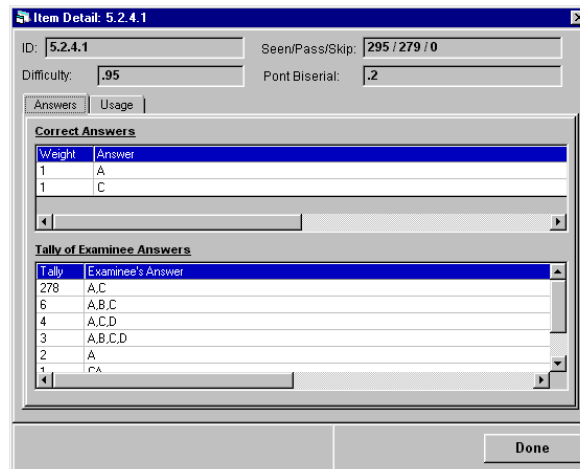 Item Detail: 5.2.4.1
ID: 5.2.4.1 Seen/Pass/Skip: 295 / 279 / 0
Difficulty: .95 Pont Biserial: .2
Answers Usage
Correct Answers
Weight Answer
1 A
1 C
Tally of Examinee Answers
Tally Examinee's Answer
278 A,C
6 A,B,C
4 A,C,D
3 A,B,C,D
2 A
1 CA
Done